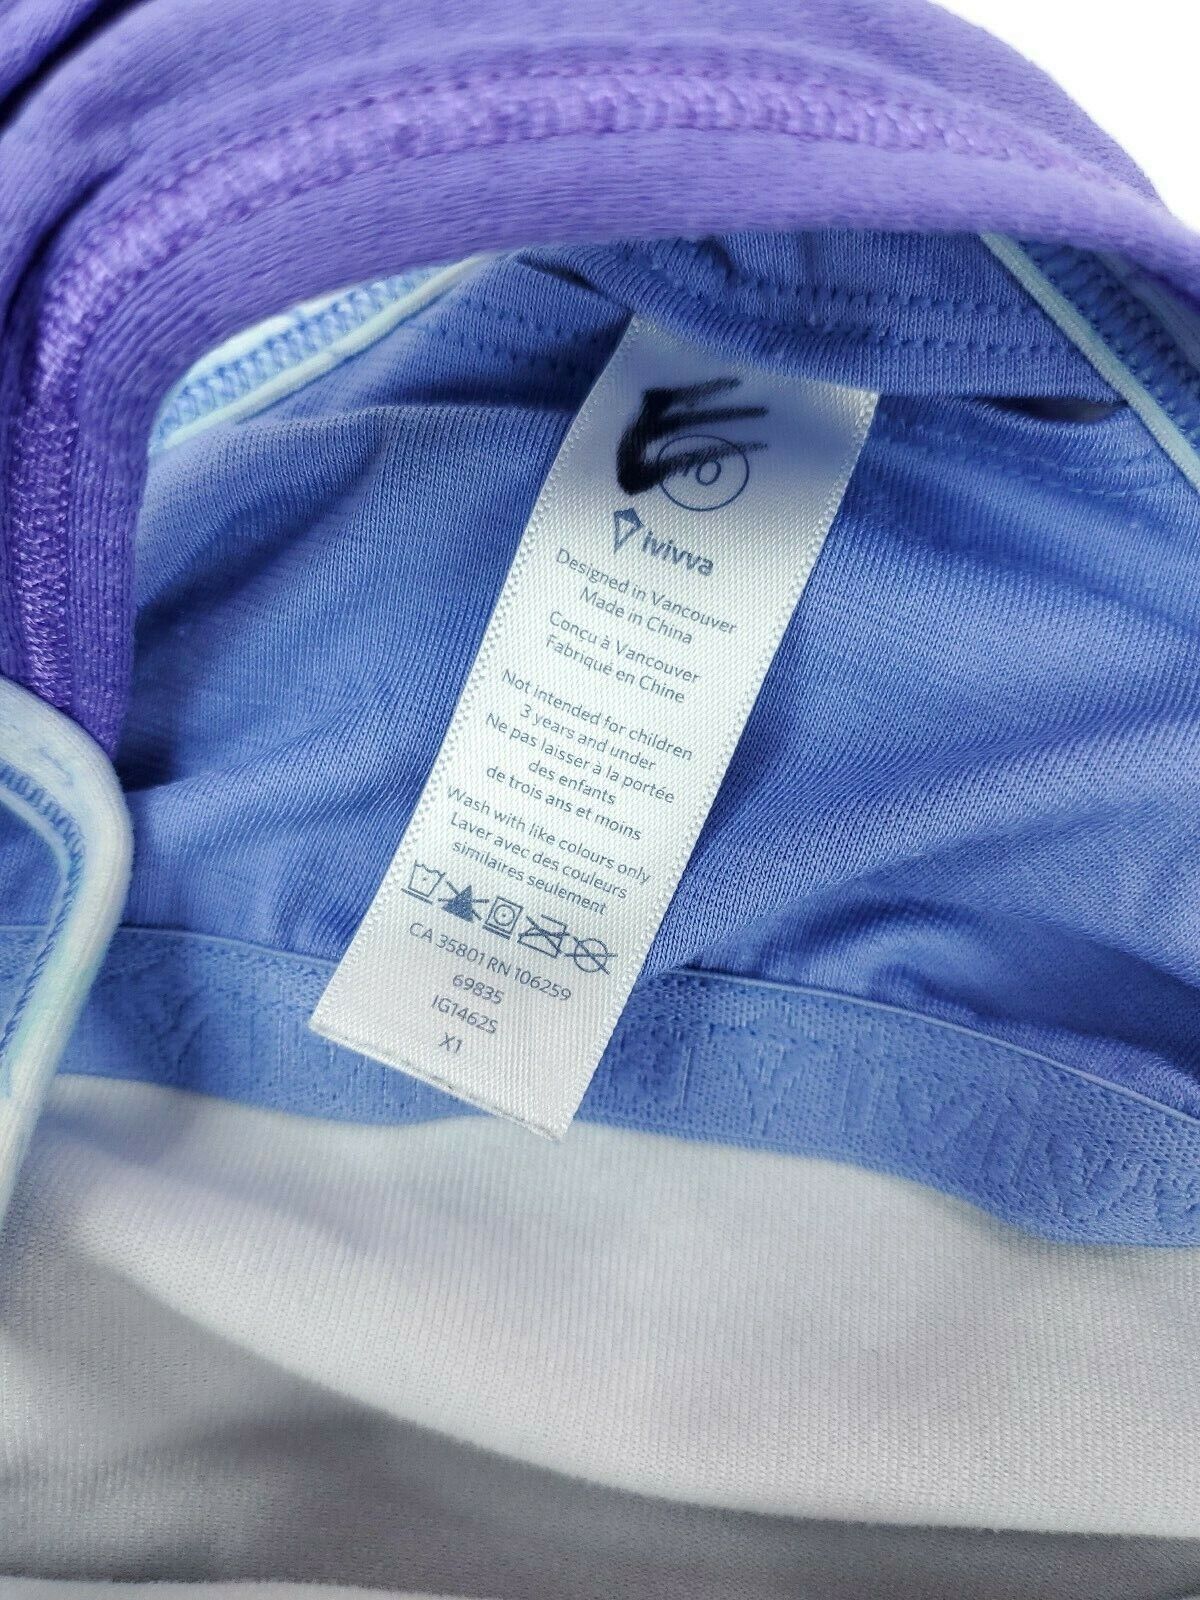 10
ivivva
Designed in Vancouver
Made in China
Concu à Vancouver
Fabriqué en Chine
Not intended for children
3 years and under
Ne pas laisser à la portée
des enfants
de trois ans et moins
Wash with like colours only
Laver avec des couleurs
similaires seulement
CA 35801 RN 106259
69835
IG1462S
X1